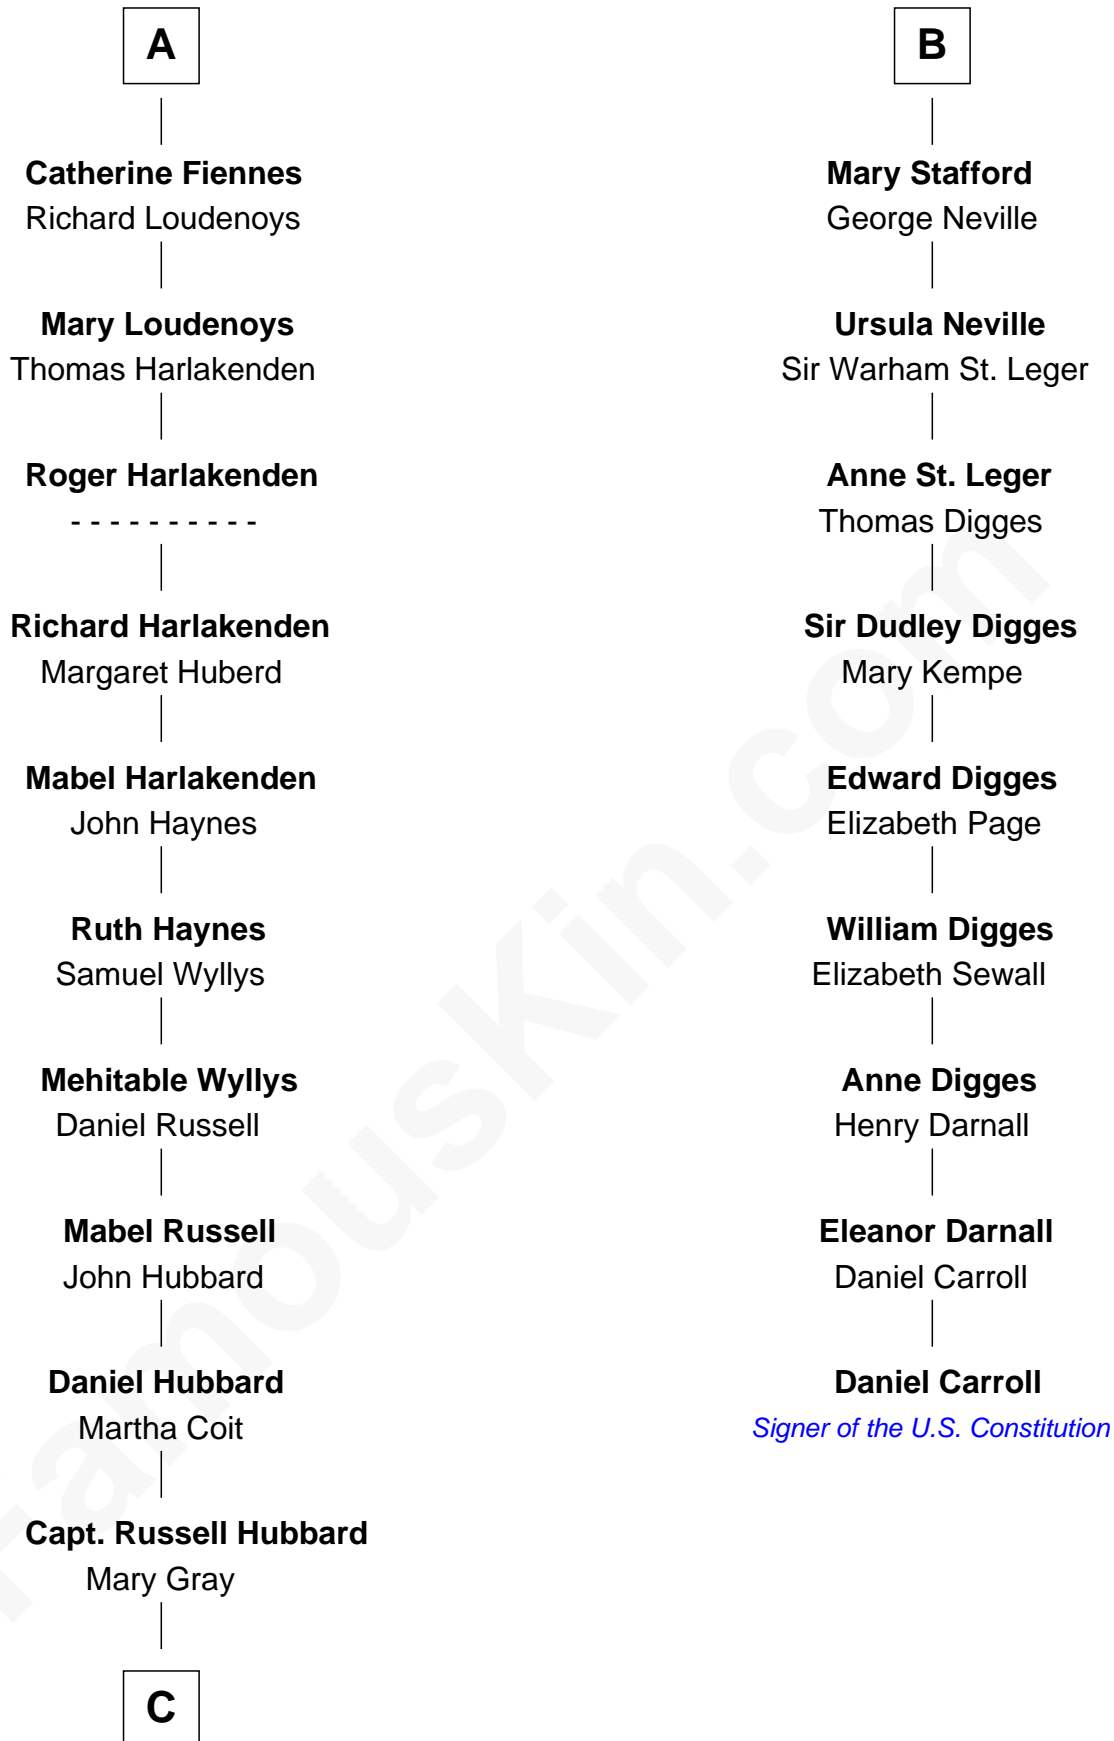 A
Catherine Fiennes
Richard Loudenoys
Mary Loudenoys
Thomas Harlakenden
Roger Harlakenden
- - - - - - - - - -
Richard Harlakenden
Margaret Huberd
Mabel Harlakenden
John Haynes
Ruth Haynes
Samuel Wyllys
Mehitable Wyllys
Daniel Russell
Mabel Russell
John Hubbard
Daniel Hubbard
Martha Coit
Capt. Russell Hubbard
Mary Gray
C
B
Mary Stafford
George Neville
Ursula Neville
Sir Warham St. Leger
Anne St. Leger
Thomas Digges
Sir Dudley Digges
Mary Kempe
Edward Digges
Elizabeth Page
William Digges
Elizabeth Sewall
Anne Digges
Henry Darnall
Eleanor Darnall
Daniel Carroll
Daniel Carroll
Signer of the U.S. Constitution
FamousKin.com